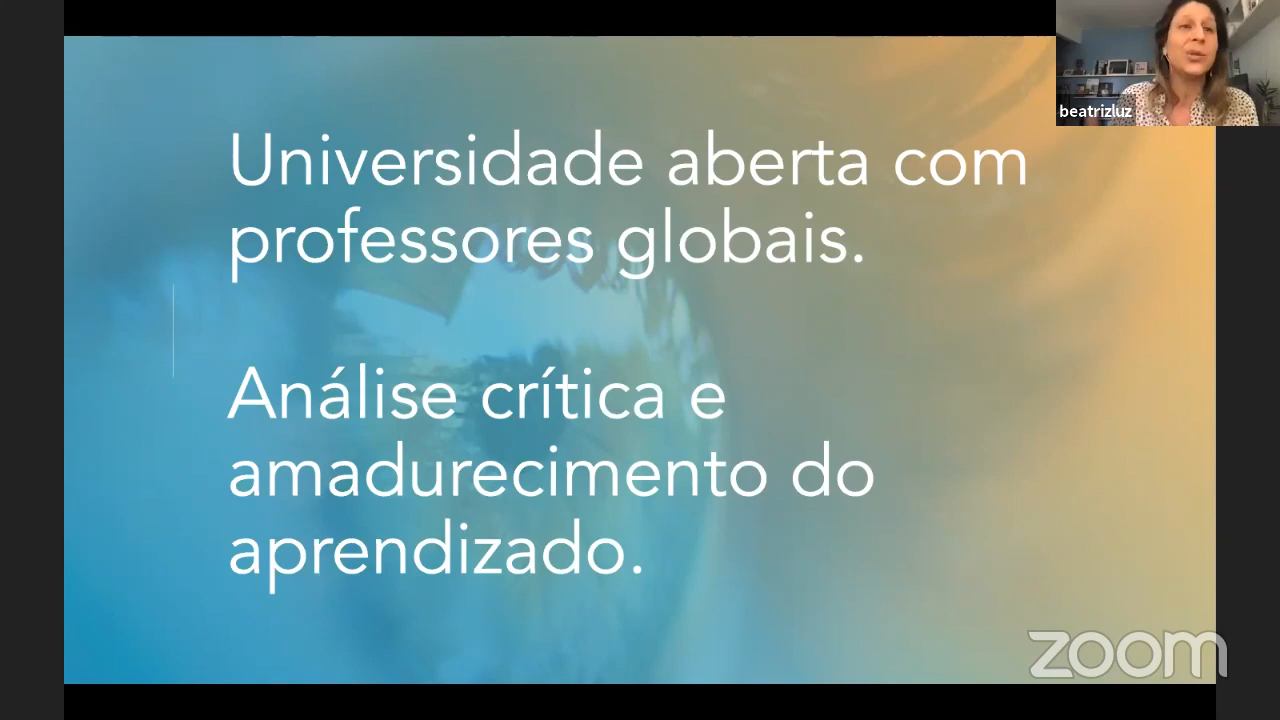 beatrizluz
Universidade aberta com
professores globais.
Análise crítica e
amadurecimento do
aprendizado.
zoom